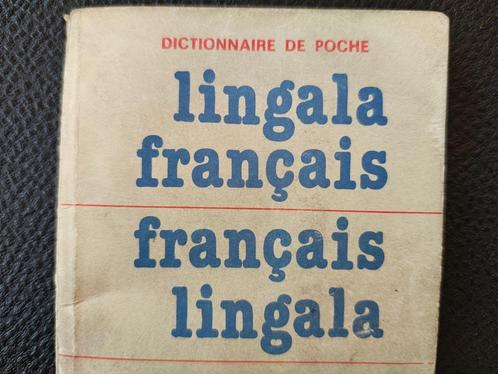 DICTIONNAIRE DE POCHE
lingala
français
français
lingala